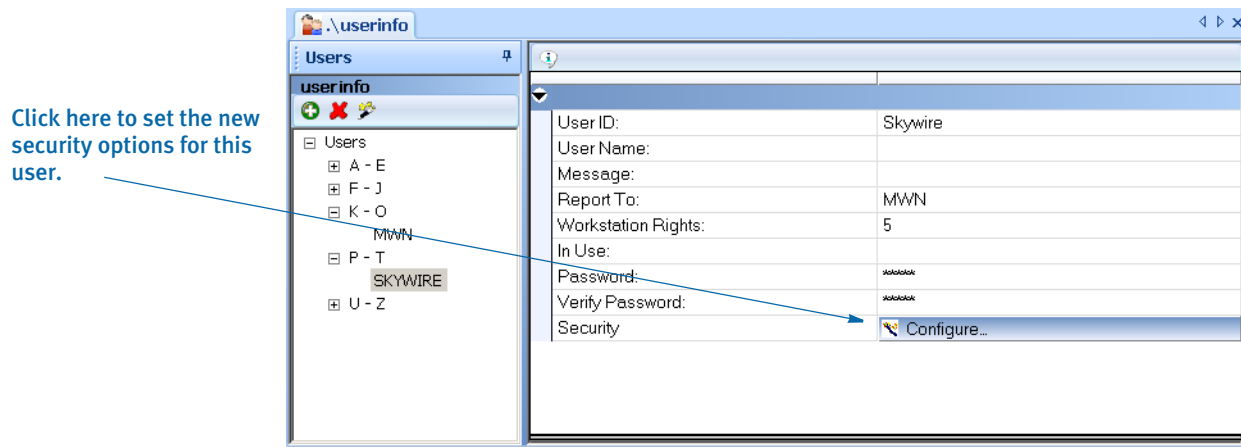 .\userinfo
Users
userinfo
Click here to set the new
security options for this
user.
Users
A - E
F - J
K - O
MWN
P - T
SKYWIRE
U - Z
User ID: Skywire
User Name:
Message:
Report To: MWN
Workstation Rights: 5
In Use:
Password: ******
Verify Password: ******
Security Configure...